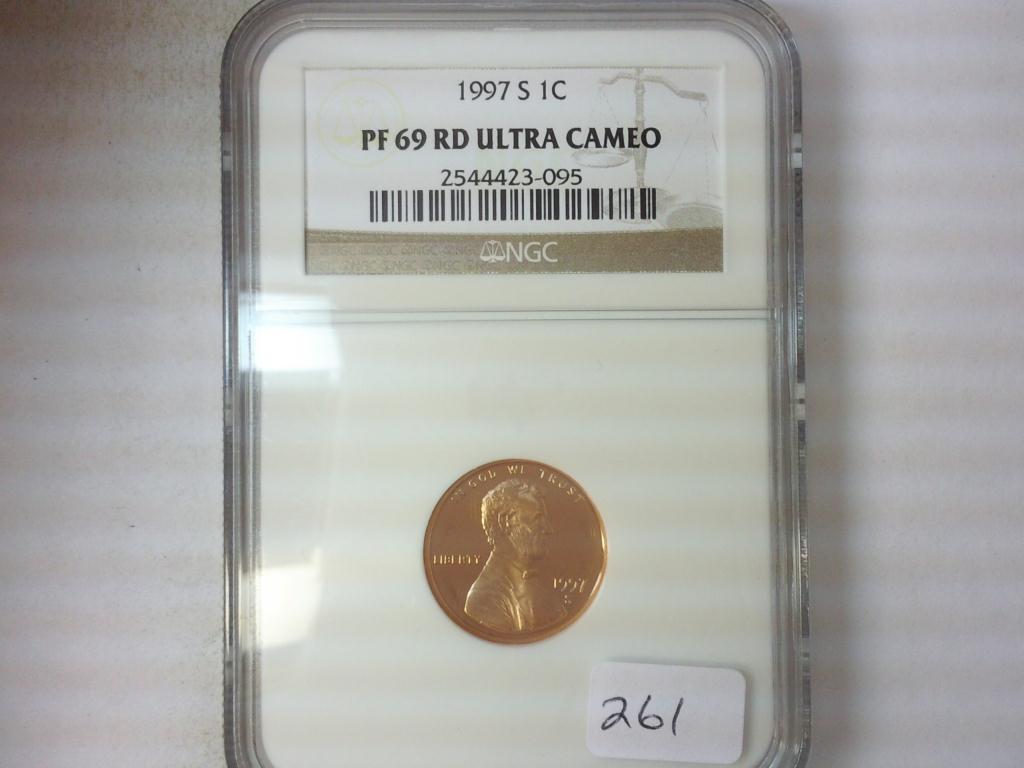 1997 S 1C
PF 69 RD ULTRA CAMEO
2544423-095
NGC
IN GOD WE TRUST
LIBERTY
1997
S
261